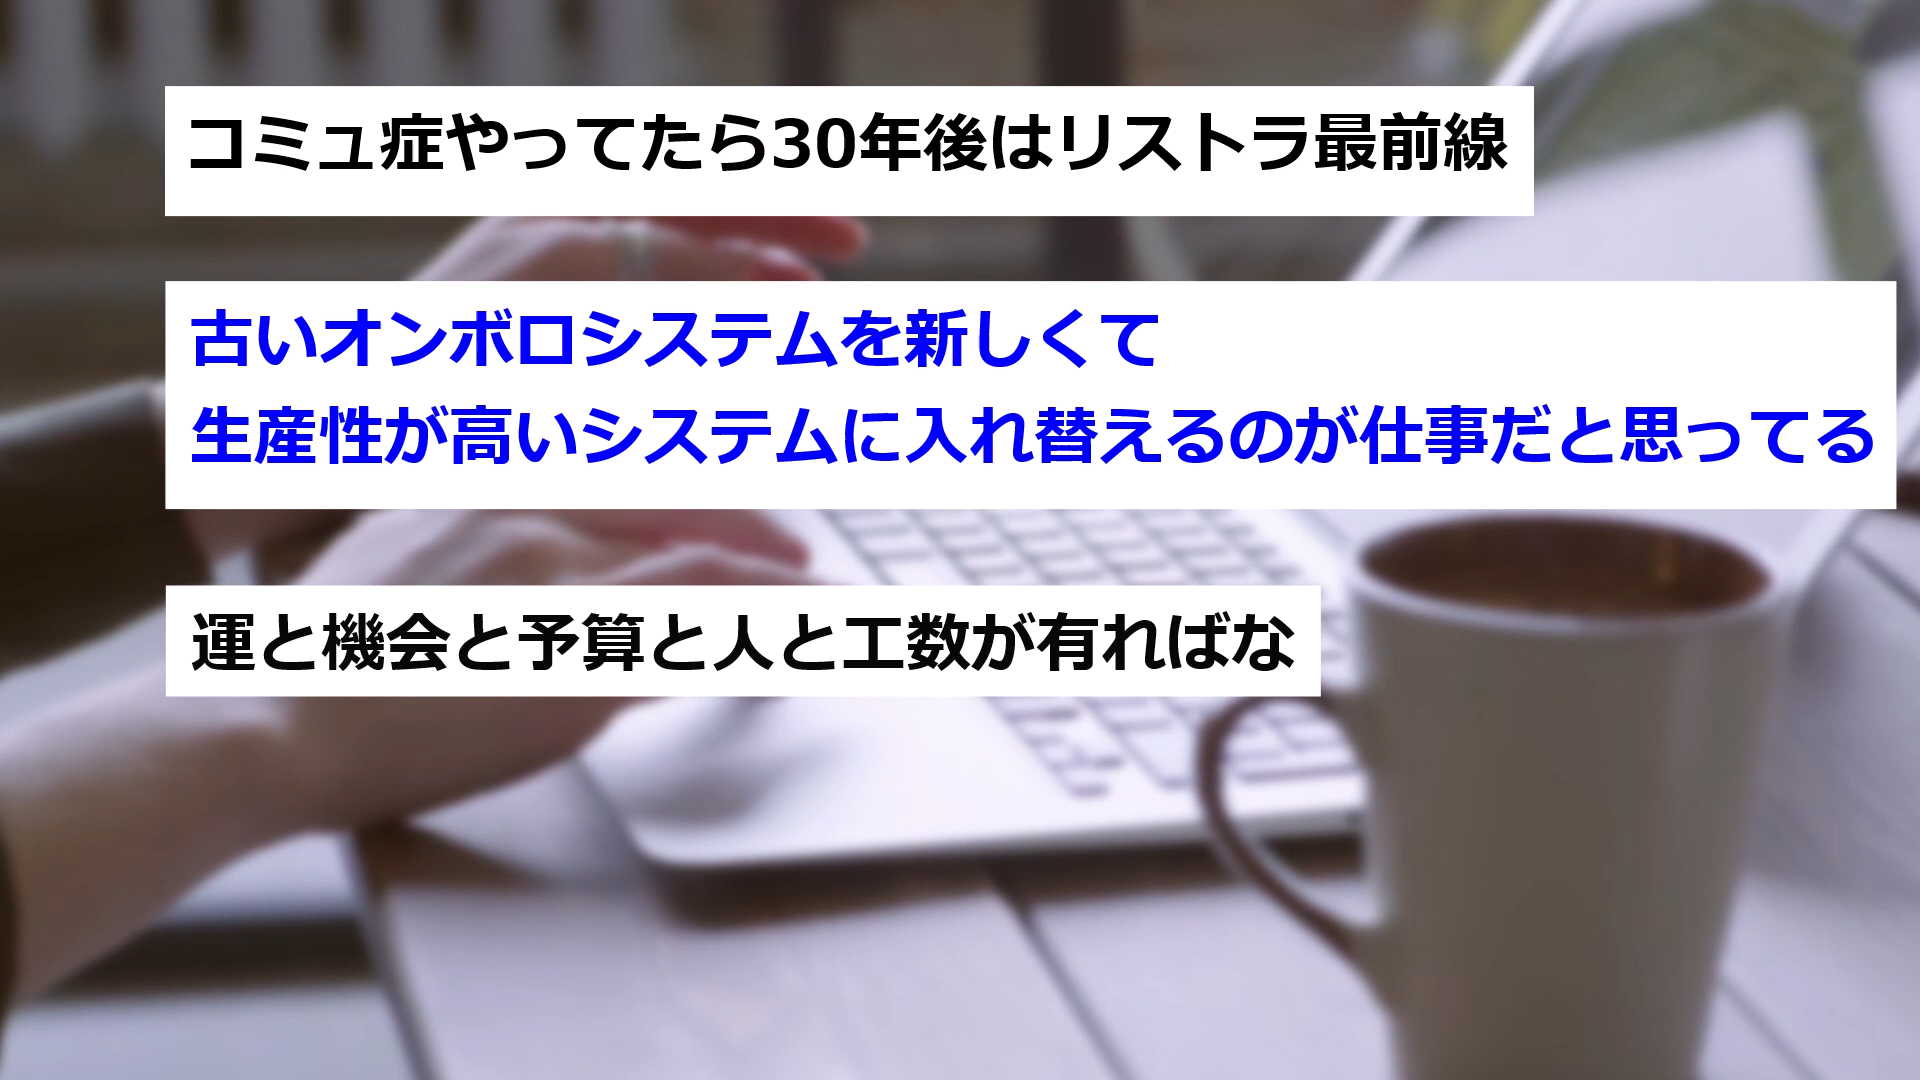 コミュ症やってたら30年後はリストラ最前線
古いオンボロシステムを新しくて
生産性が高いシステムに入れ替えるのが仕事だと思ってる
運と機会と予算と人と工数が有ればな